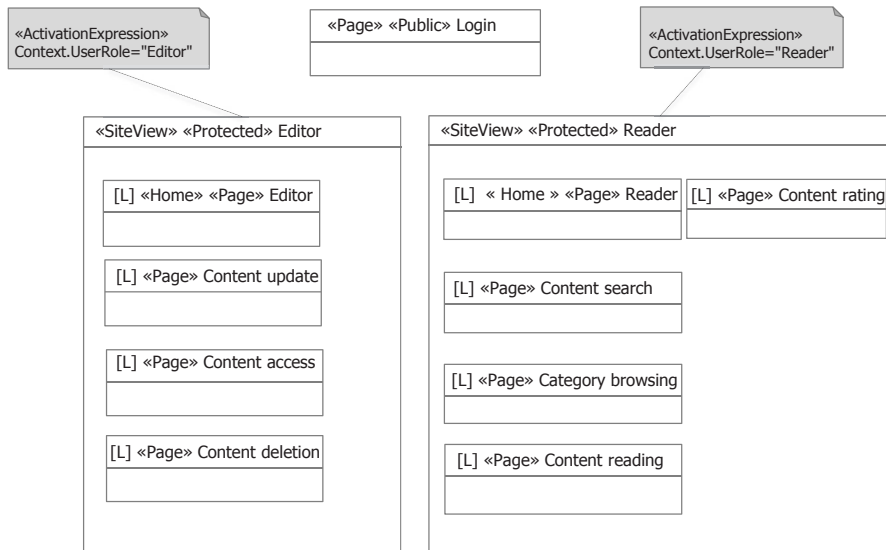 «ActivationExpression»
Context.UserRole="Editor"
«Page» «Public» Login
«ActivationExpression»
Context.UserRole="Reader"
«SiteView» «Protected» Editor
[L] «Home» «Page» Editor
[L] «Page» Content update
[L] «Page» Content access
[L] «Page» Content deletion
«SiteView» «Protected» Reader
[L] « Home » «Page» Reader
[L] «Page» Content rating
[L] «Page» Content search
[L] «Page» Category browsing
[L] «Page» Content reading